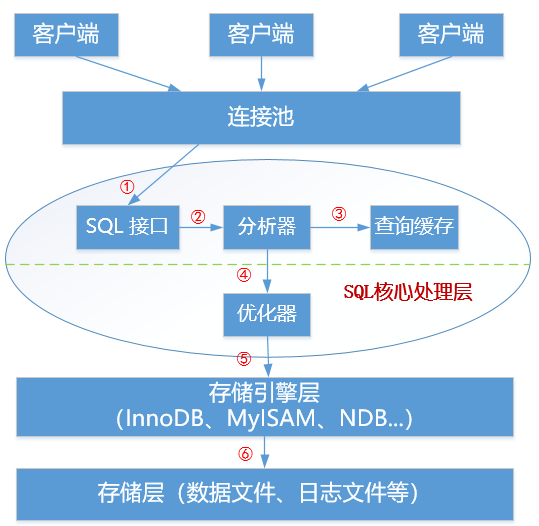 客户端
客户端
客户端
连接池
①
SQL 接口
②
分析器
③
查询缓存
④
SQL核心处理层
优化器
⑤
存储引擎层
（InnoDB、MyISAM、NDB...）
⑥
存储层（数据文件、日志文件等）